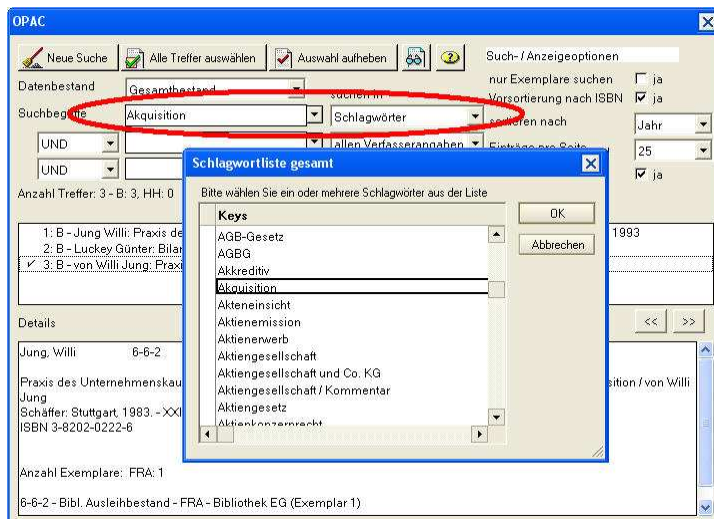 OPAC
Neue Suche
Alle Treffer auswählen
Auswahl aufheben
Such- / Anzeigeoptionen
nur Exemplare suchen ja
Datenbestand Gesamtbestand suchen in
Vorsortierung nach ISBN ja
Suchbegriffe Akquisition Schlagwörter
sortieren nach Jahr
UND allen Verfasserangaben
Einträge pro Seite 25
UND
ja
Anzahl Treffer: 3 - B: 3, HH: 0
1: B - Jung Willi: Praxis de 1993
2: B - Luckey Günter: Bilan
3: B - von Willi Jung: Praxi
Details
<< >>
Jung, Willi 6-6-2
Praxis des Unternehmenskau sition / von Willi
Jung
Schäffer: Stuttgart, 1983. - XXI
ISBN 3-8202-0222-6
Anzahl Exemplare: FRA: 1
6-6-2 - Bibl. Ausleihbestand - FRA - Bibliothek EG (Exemplar 1)
Schlagwortliste gesamt
Bitte wählen Sie ein oder mehrere Schlagwörter aus der Liste
Keys
AGB-Gesetz
AGBG
Akkreditiv
Akquisition
Akteneinsicht
Aktienemission
Aktienerwerb
Aktiengesellschaft
Aktiengesellschaft und Co. KG
Aktiengesellschaft / Kommentar
Aktiengesetz
Aktienkonzernrecht
OK
Abbrechen